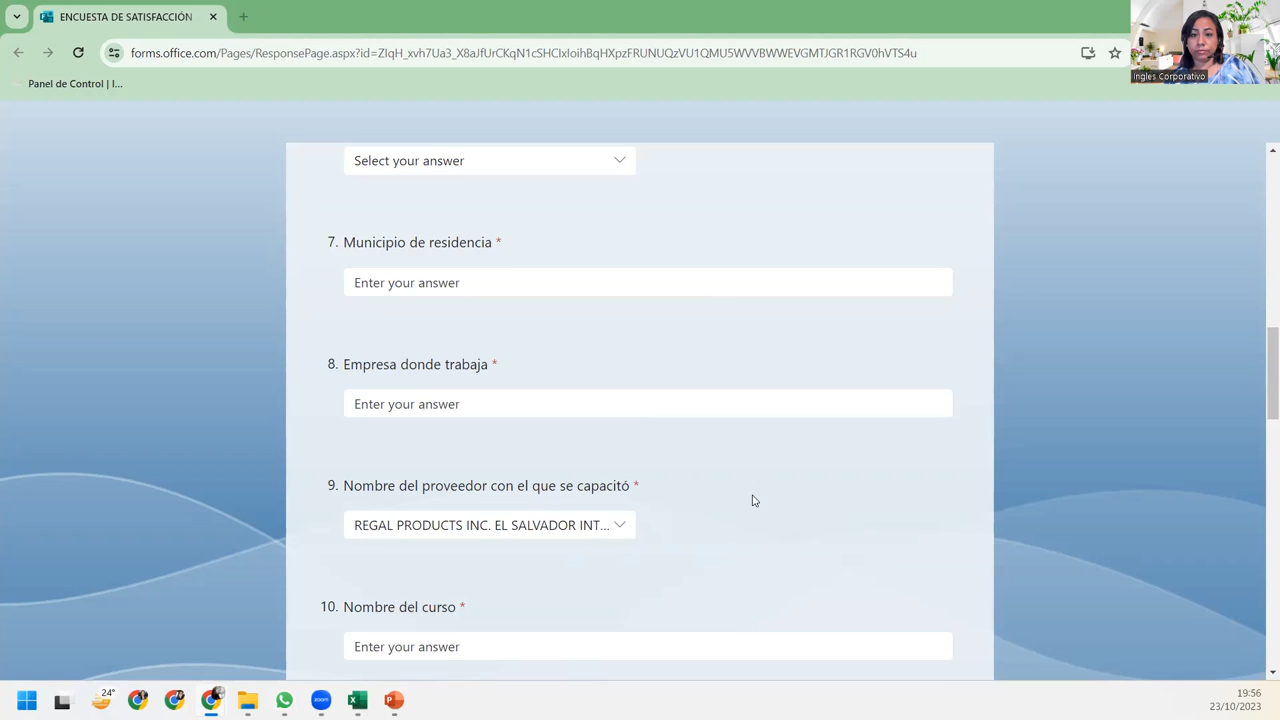 ENCUESTA DE SATISFACCIÓN
forms.office.com/Pages/ResponsePage.aspx?id=ZIqH_xvh7Ua3_X8aJfUrCKqN1cSHClxIoihBqHXpzFRUNUQzVU1QMU5WVVBWWEVGMTJGR1RGV0hVTS4u
Panel de Control | I...
Ingles Corporativo
Select your answer
7. Municipio de residencia *
Enter your answer
8. Empresa donde trabaja *
Enter your answer
9. Nombre del proveedor con el que se capacitó *
REGAL PRODUCTS INC. EL SALVADOR INT...
10. Nombre del curso *
Enter your answer
24°
zoom
19:56
23/10/2023